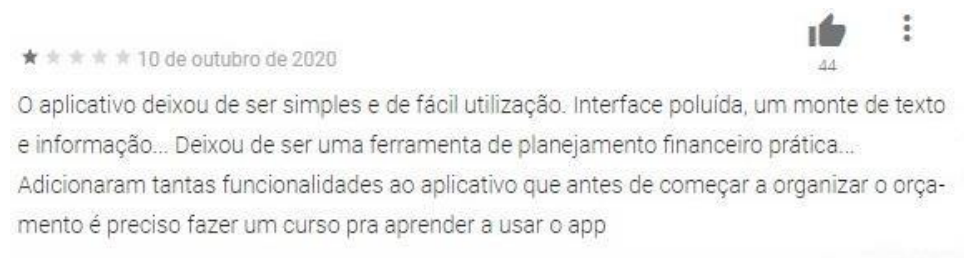 10 de outubro de 2020
44
O aplicativo deixou de ser simples e de fácil utilização. Interface poluída, um monte de texto
e informação... Deixou de ser uma ferramenta de planejamento financeiro prática...
Adicionaram tantas funcionalidades ao aplicativo que antes de começar a organizar o orça-
mento é preciso fazer um curso pra aprender a usar o app